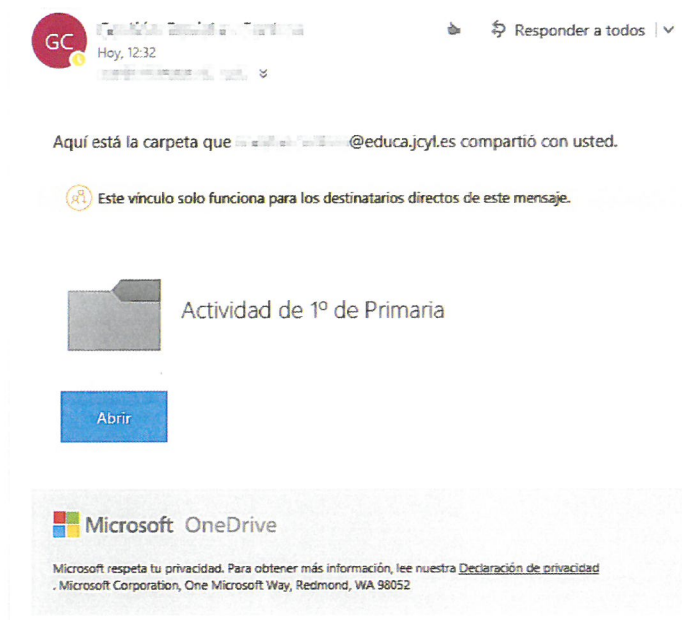 GC
Responder a todos
Hoy, 12:32
Aquí está la carpeta que @educa.jcyl.es compartió con usted.
Este vínculo solo funciona para los destinatarios directos de este mensaje.
Actividad de 1º de Primaria
Abrir
Microsoft OneDrive
Microsoft respeta tu privacidad. Para obtener más información, lee nuestra Declaración de privacidad
. Microsoft Corporation, One Microsoft Way, Redmond, WA 98052